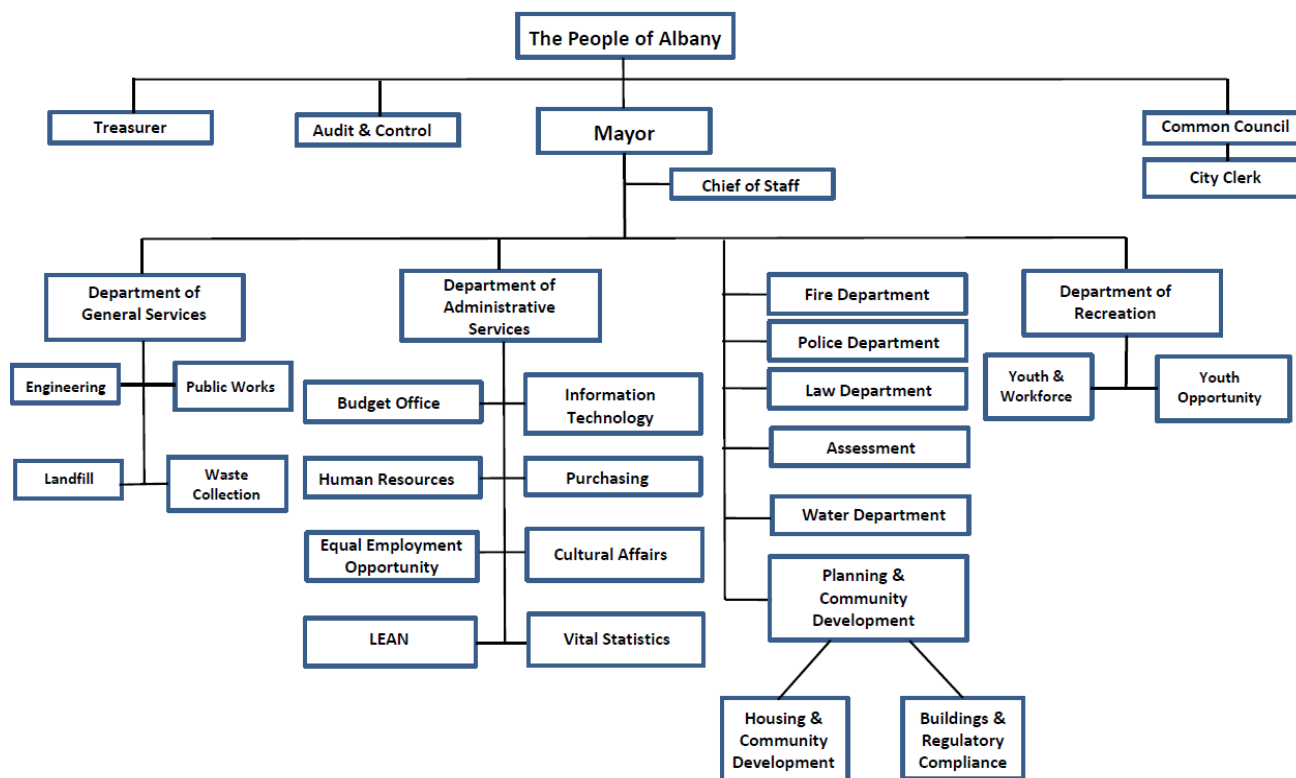 The People of Albany
Treasurer
Audit & Control
Mayor
Common Council
City Clerk
Chief of Staff
Department of
General Services
Engineering
Public Works
Landfill
Waste
Collection
Department of
Administrative
Services
Budget Office
Information
Technology
Human Resources
Purchasing
Equal Employment
Opportunity
Cultural Affairs
LEAN
Vital Statistics
Fire Department
Police Department
Law Department
Assessment
Water Department
Planning &
Community
Development
Housing &
Community
Development
Buildings &
Regulatory
Compliance
Department of
Recreation
Youth &
Workforce
Youth
Opportunity